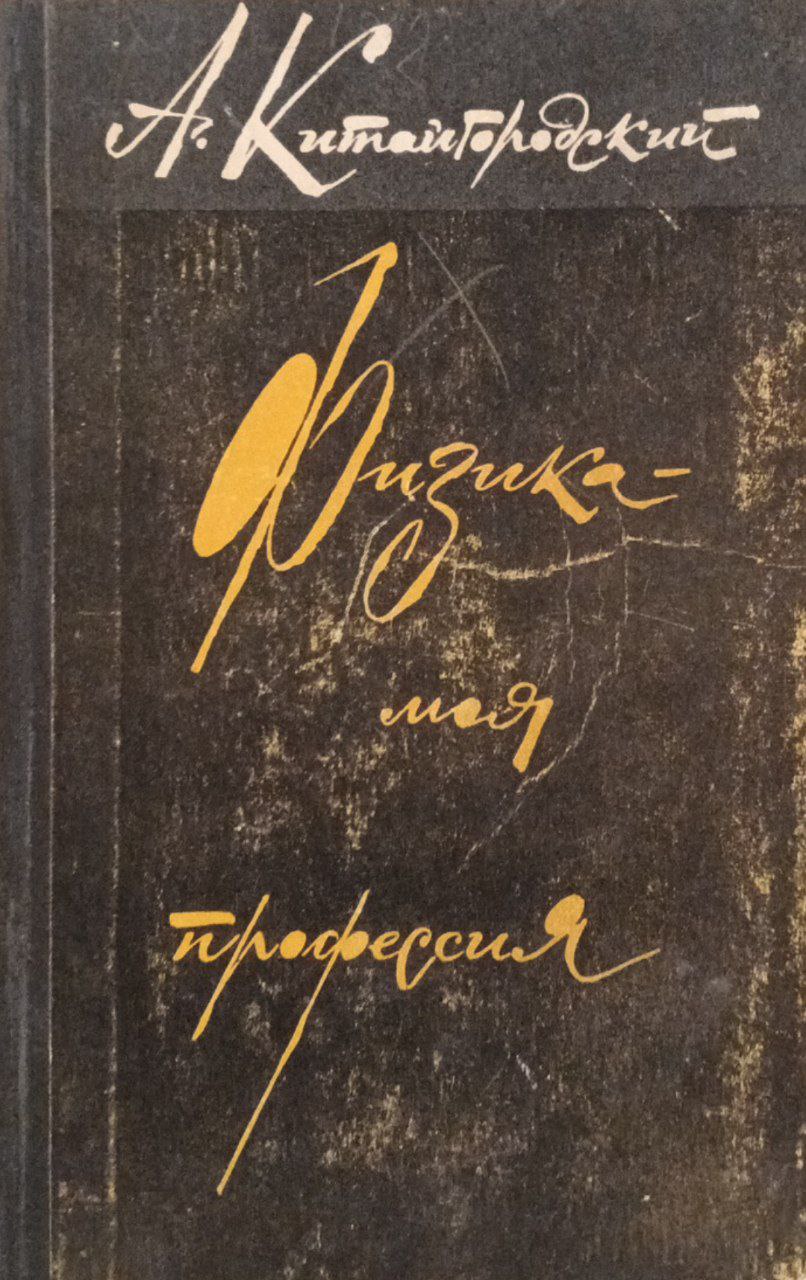 А. Китайгородский
Физика-
моя
профессия